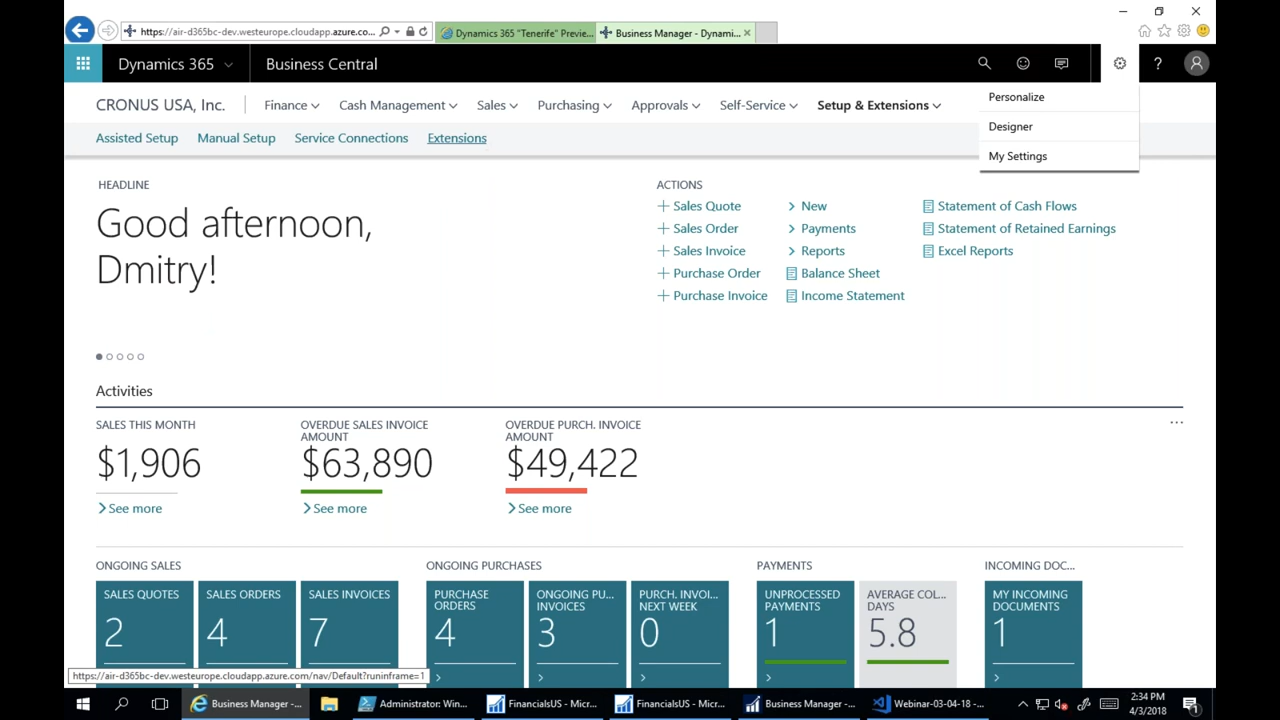 https://air-d365bc-dev.westeurope.cloudapp.azure.co...
Dynamics 365 "Tenerife" Previe...
Business Manager - Dynami...
Dynamics 365
Business Central
?
CRONUS USA, Inc.
Finance
Cash Management
Sales
Purchasing
Approvals
Self-Service
Setup & Extensions
Personalize
Designer
My Settings
Assisted Setup
Manual Setup
Service Connections
Extensions
HEADLINE
Good afternoon,
Dmitry!
ACTIONS
Sales Quote
Sales Order
Sales Invoice
Purchase Order
Purchase Invoice
New
Payments
Reports
Balance Sheet
Income Statement
Statement of Cash Flows
Statement of Retained Earnings
Excel Reports
Activities
SALES THIS MONTH
$1,906
See more
OVERDUE SALES INVOICE
AMOUNT
$63,890
See more
OVERDUE PURCH. INVOICE
AMOUNT
$49,422
See more
ONGOING SALES
SALES QUOTES
2
SALES ORDERS
4
SALES INVOICES
7
ONGOING PURCHASES
PURCHASE
ORDERS
4
ONGOING PU...
INVOICES
3
PURCH. INVOI...
NEXT WEEK
0
PAYMENTS
UNPROCESSED
PAYMENTS
1
AVERAGE COL...
DAYS
5.8
INCOMING DOC...
MY INCOMING
DOCUMENTS
1
https://air-d365bc-dev.westeurope.cloudapp.azure.com/nav/Default?runinframe=1
Business Manager -...
Administrator: Win...
FinancialsUS - Micr...
FinancialsUS - Micr...
Business Manager -...
Webinar-03-04-18 -...
2:34 PM
4/3/2018